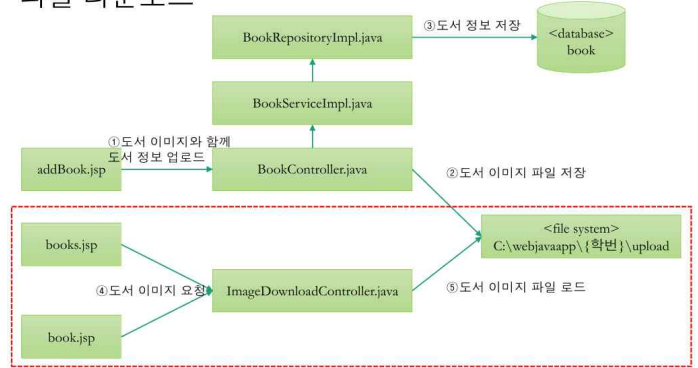 파일 다운로드
BookRepositoryImpl.java
③도서 정보 저장
<database>
book
BookServiceImpl.java
①도서 이미지와 함께
도서 정보 업로드
addBook.jsp
BookController.java
②도서 이미지 파일 저장
books.jsp
<file system>
C:\webjavaapp\{학번}\upload
④도서 이미지 요청
ImageDownloadController.java
⑤도서 이미지 파일 로드
book.jsp